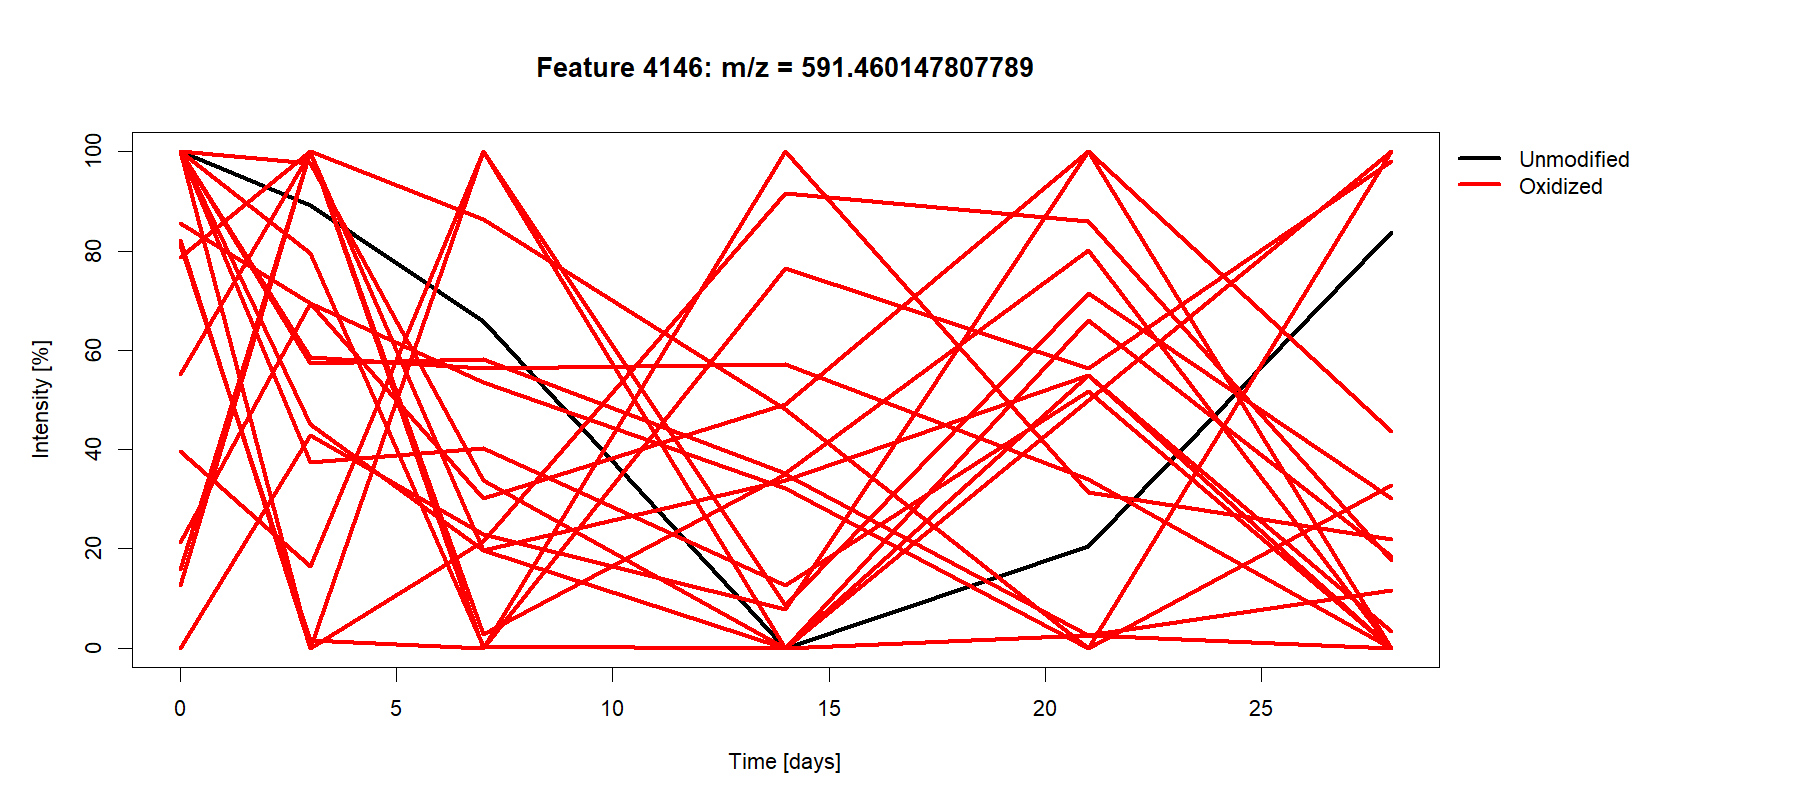 Feature 4146: m/z = 591.460147807789
Unmodified
Oxidized
Intensity [%]
100
80
60
40
20
0
0 5 10 15 20 25
Time [days]